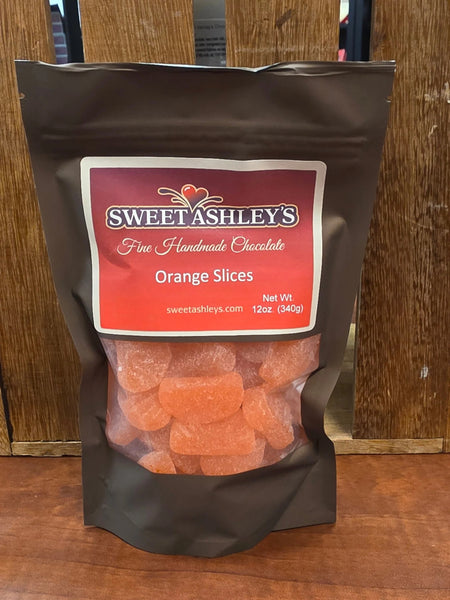 SWEET ASHLEY'S
Fine Handmade Chocolate
Orange Slices
Net Wt.
sweetashleys.com 12oz. (340g)